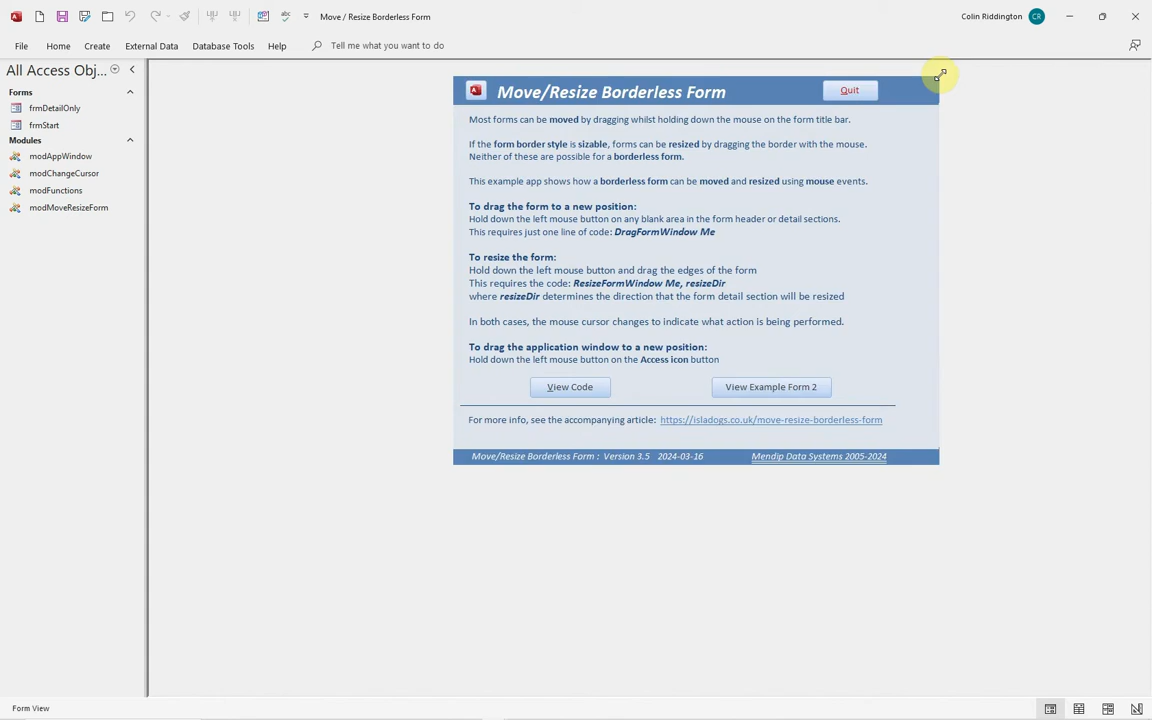 Move / Resize Borderless Form
Colin Riddington
CR
File
Home
Create
External Data
Database Tools
Help
Tell me what you want to do
All Access Obj...
Forms
frmDetailOnly
frmStart
Modules
modAppWindow
modChangeCursor
modFunctions
modMoveResizeForm
Move/Resize Borderless Form
Quit
Most forms can be moved by dragging whilst holding down the mouse on the form title bar.
If the form border style is sizable, forms can be resized by dragging the border with the mouse.
Neither of these are possible for a borderless form.
This example app shows how a borderless form can be moved and resized using mouse events.
To drag the form to a new position:
Hold down the left mouse button on any blank area in the form header or detail sections.
This requires just one line of code: DragFormWindow Me
To resize the form:
Hold down the left mouse button and drag the edges of the form
This requires the code: ResizeFormWindow Me, resizeDir
where resizeDir determines the direction that the form detail section will be resized
In both cases, the mouse cursor changes to indicate what action is being performed.
To drag the application window to a new position:
Hold down the left mouse button on the Access icon button
View Code
View Example Form 2
For more info, see the accompanying article: https://isladogs.co.uk/move-resize-borderless-form
Move/Resize Borderless Form : Version 3.5 2024-03-16
Mendip Data Systems 2005-2024
Form View